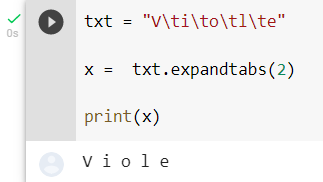 0s
txt = "V\ti\to\tl\te"
x =  txt.expandtabs(2)
print(x)
V i o l e